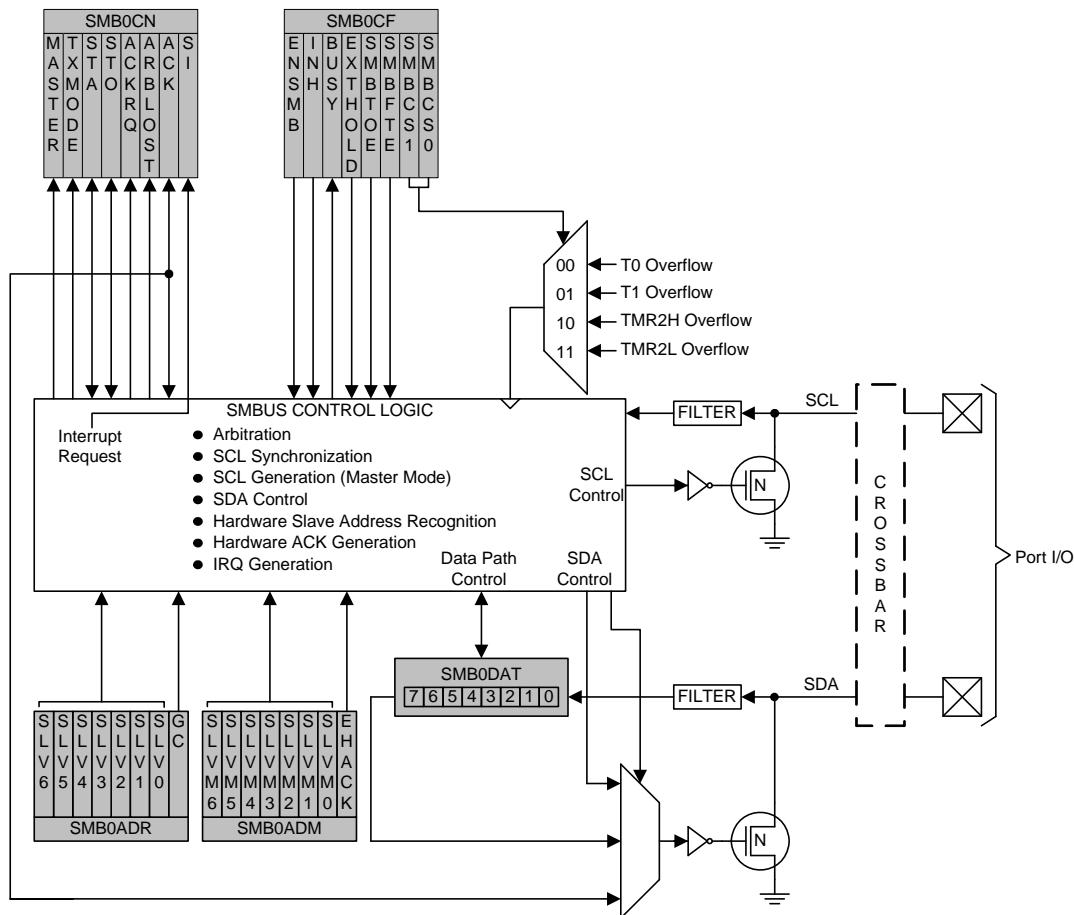 SMB0CN
MASTER
TXMODE
STA
STO
ACKRQ
ARBLOST
ACK
SI
SMB0CF
ENSMB
INH
BUSY
EXTHOLD
SMBTOE
SMBFTE
SMBCS1
SMBCS0
00
01
10
11
T0 Overflow
T1 Overflow
TMR2H Overflow
TMR2L Overflow
SMBUS CONTROL LOGIC
Interrupt
Request
● Arbitration
● SCL Synchronization
● SCL Generation (Master Mode)
● SDA Control
● Hardware Slave Address Recognition
● Hardware ACK Generation
● IRQ Generation
Data Path
Control
SCL
Control
SDA
Control
FILTER
SCL
N
CROSSBAR
Port I/O
SMB0DAT
7 6 5 4 3 2 1 0
FILTER
SDA
N
SLV6
SLV5
SLV4
SLV3
SLV2
SLV1
SLV0
GC
SMB0ADR
SLVM6
SLVM5
SLVM4
SLVM3
SLVM2
SLVM1
SLVM0
EHACK
SMB0ADM